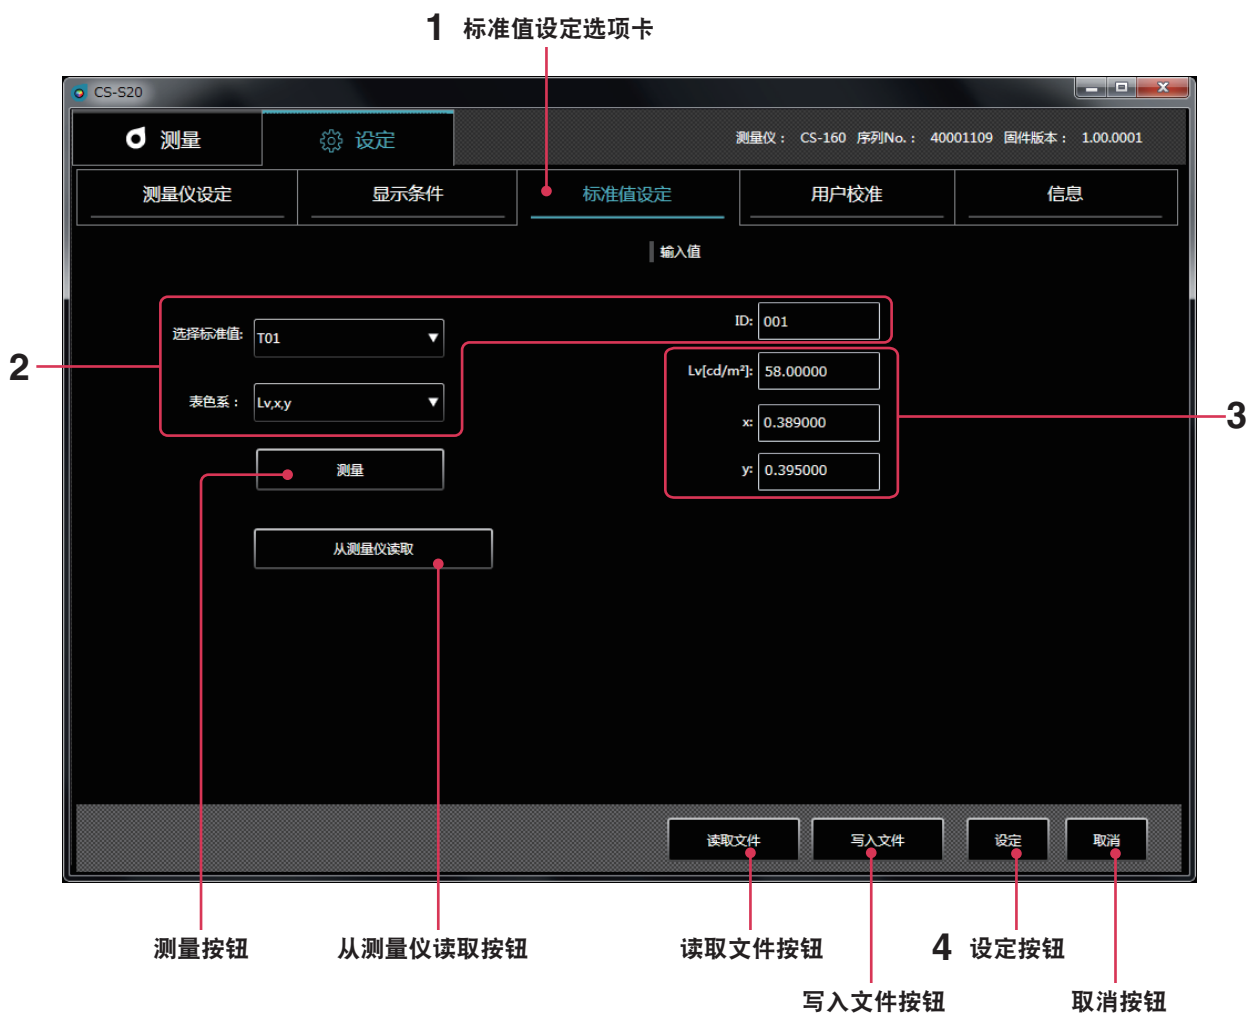 1 标准值设定选项卡
CS-S20
测量
设定
测量仪： CS-160 序列No.： 40001109 固件版本： 1.00.0001
测量仪设定
显示条件
标准值设定
用户校准
信息
输入值
选择标准值: T01
ID: 001
2
Lv[cd/m²]: 58.00000
表色系： Lv,x,y
x: 0.389000
3
测量
y: 0.395000
从测量仪读取
读取文件
写入文件
设定
取消
测量按钮
从测量仪读取按钮
读取文件按钮
4 设定按钮
写入文件按钮
取消按钮